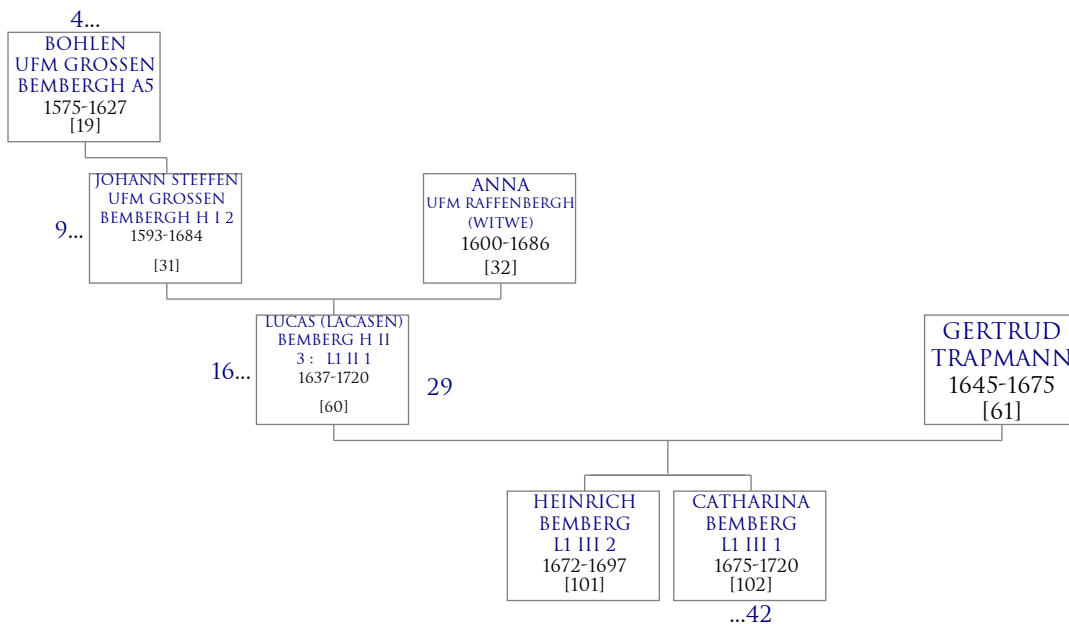 4...
BOHLEN
UFM GROSSEN
BEMBERGH A5
1575-1627
[19]
JOHANN STEFFEN
UFM GROSSEN
BEMBERGH H I 2
1593-1684
[31]
9...
ANNA
UFM RAFFENBERGH
(WITWE)
1600-1686
[32]
LUCAS (LACASEN)
BEMBERG H II
3 : L1 II 1
1637-1720
[60]
16...
29
GERTRUD
TRAPMANN
1645-1675
[61]
HEINRICH
BEMBERG
L1 III 2
1672-1697
[101]
CATHARINA
BEMBERG
L1 III 1
1675-1720
[102]
...42